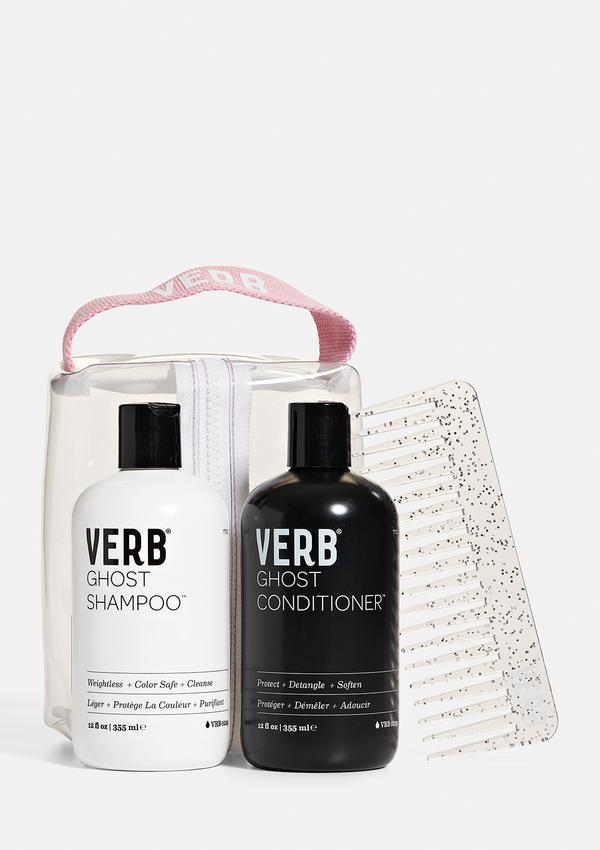 VERB
VERB®
GHOST
SHAMPOO™
Weightless + Color Safe + Cleanse
Léger + Protège La Couleur + Purifiant
12 fl oz | 355 ml ℮
VERB®
GHOST
CONDITIONER™
Protect + Detangle + Soften
Protéger + Démêler + Adoucir
12 fl oz | 355 ml ℮